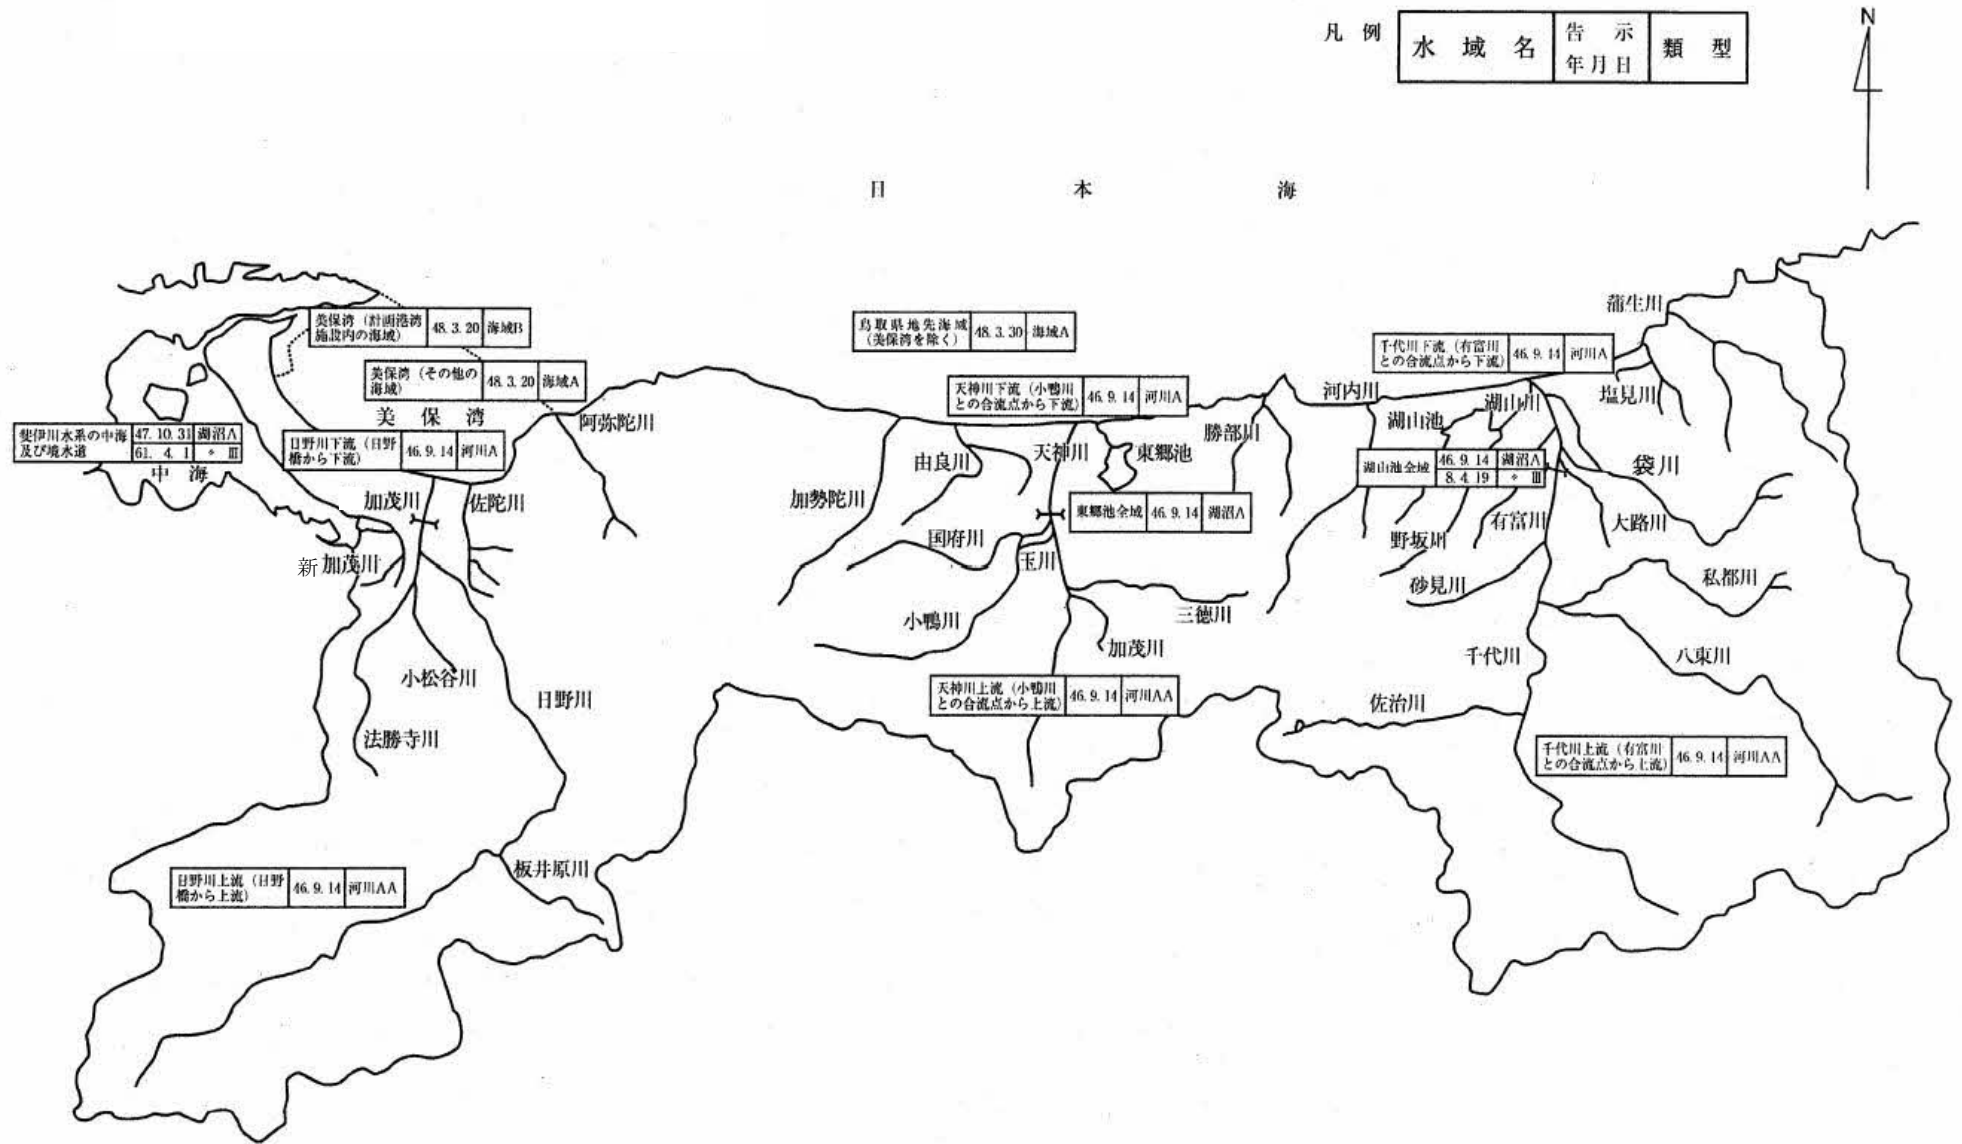 凡例
水域名
告示
年月日
類型
N
日本海
美保湾（計画港湾
施設内の海域）
48.3.20
海域B
美保湾（その他の
海域）
48.3.20
海域A
美保湾
鳥取県地先海域
（美保湾を除く）
48.3.30
海域A
蒲生川
千代川下流（有富川
との合流点から下流）
46.9.14
河川A
天神川下流（小鴨川
との合流点から下流）
46.9.14
河川A
河内川
湖山川
塩見川
湖山池
阿弥陀川
勝部川
斐伊川水系の中海
及び境水道
47.10.31
湖沼A
61.4.1
〃Ⅲ
中海
日野川下流（日野
橋から下流）
46.9.14
河川A
由良川
天神川
東郷池
湖山池全域
46.9.14
湖沼A
8.4.19
〃Ⅲ
袋川
加茂川
佐陀川
加勢陀川
東郷池全域
46.9.14
湖沼A
有富川
大路川
国府川
野坂川
新加茂川
玉川
砂見川
私都川
小鴨川
三徳川
加茂川
千代川
八東川
小松谷川
日野川
天神川上流（小鴨川
との合流点から上流）
46.9.14
河川AA
佐治川
法勝寺川
千代川上流（有富川
との合流点から上流）
46.9.14
河川AA
板井原川
日野川上流（日野
橋から上流）
46.9.14
河川AA